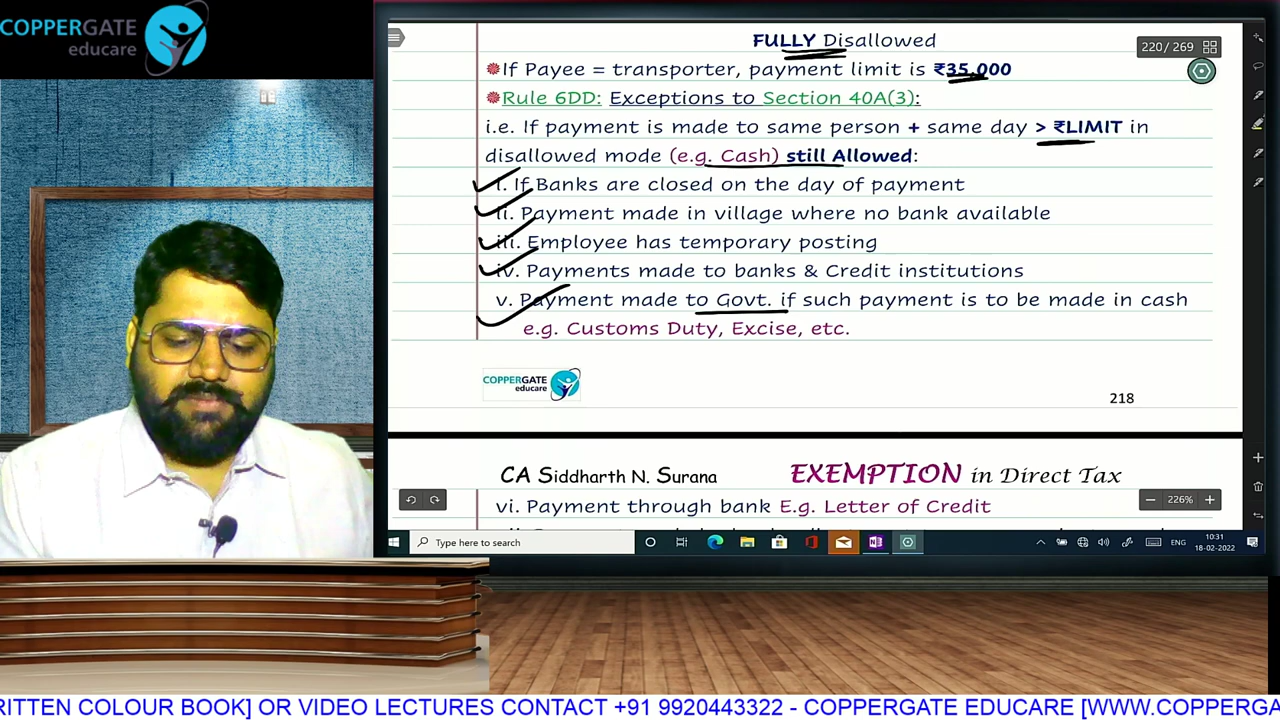 COPPERGATE
educare
FULLY Disallowed
220/269
If Payee = transporter, payment limit is ₹35,000
Rule 6DD: Exceptions to Section 40A(3):
i.e. If payment is made to same person + same day > ₹LIMIT in
disallowed mode (e.g. Cash) still Allowed:
i. If Banks are closed on the day of payment
ii. Payment made in village where no bank available
iii. Employee has temporary posting
iv. Payments made to banks & Credit institutions
v. Payment made to Govt. if such payment is to be made in cash
e.g. Customs Duty, Excise, etc.
COPPERGATE
educare
218
CA Siddharth N. Surana EXEMPTION in Direct Tax
vi. Payment through bank E.g. Letter of Credit
226%
Type here to search
ENG
10:31
18-02-2022
RITTEN COLOUR BOOK] OR VIDEO LECTURES CONTACT +91 9920443322 - COPPERGATE EDUCARE [WWW.COPPERGA